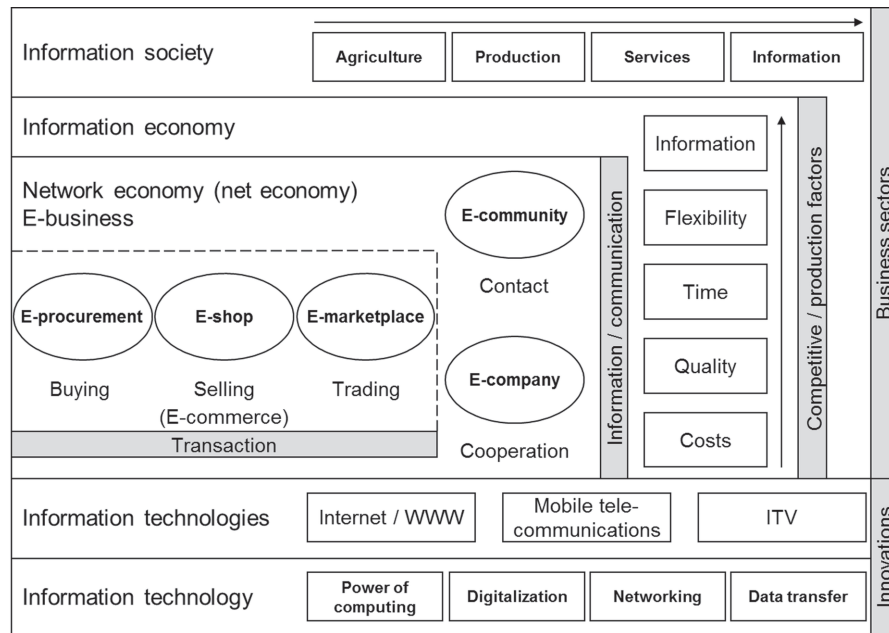 Information society
Agriculture
Production
Services
Information
Information economy
Network economy (net economy)
E-business
E-community
Contact
E-procurement
E-shop
E-marketplace
Buying
Selling
(E-commerce)
Trading
Transaction
E-company
Cooperation
Information / communication
Information
Flexibility
Time
Quality
Costs
Competitive / production factors
Business sectors
Information technologies
Internet / WWW
Mobile tele-
communications
ITV
Information technology
Power of
computing
Digitalization
Networking
Data transfer
Innovations